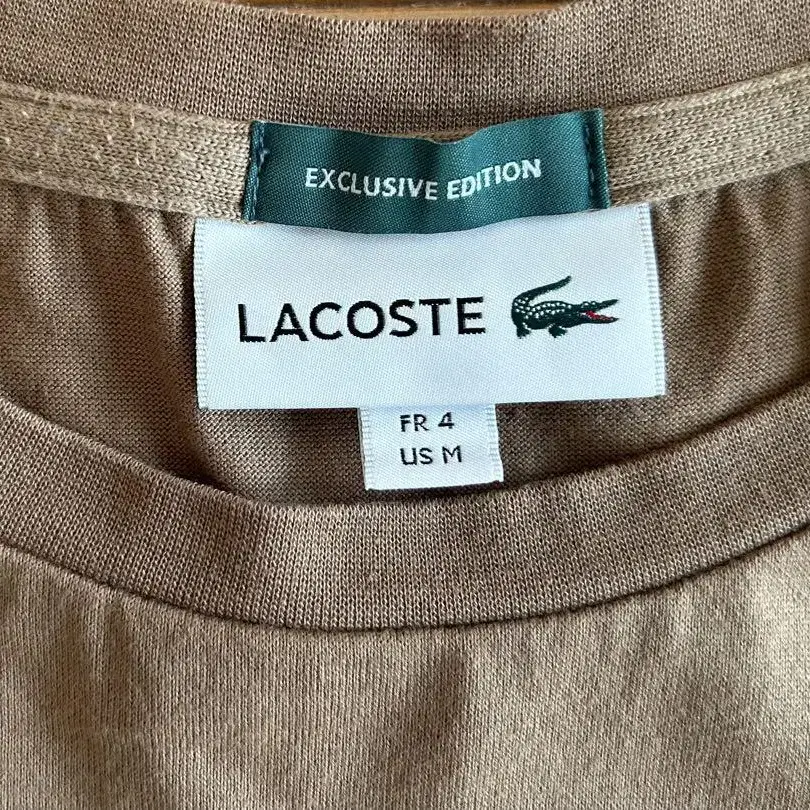 EXCLUSIVE EDITION
LACOSTE
FR 4
US M